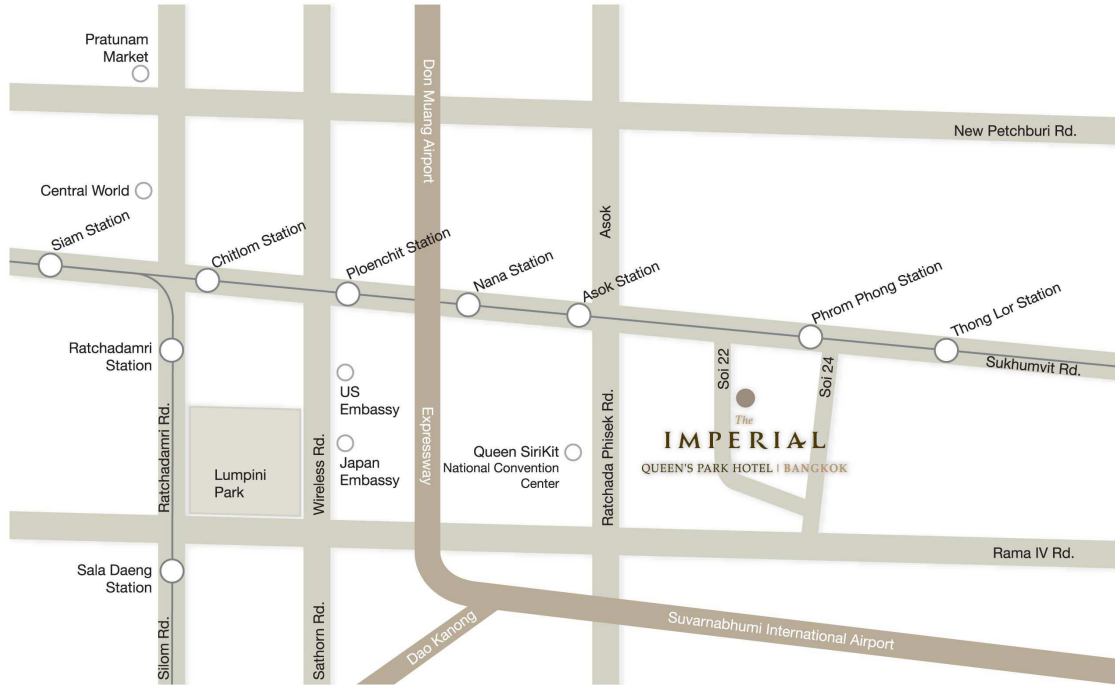 Pratunam
Market
Don Muang Airport
New Petchburi Rd.
Central World
Siam Station
Chitlom Station
Ploenchit Station
Nana Station
Asok
Asok Station
Phrom Phong Station
Thong Lor Station
Sukhumvit Rd.
Ratchadamri
Station
Ratchadamri Rd.
Lumpini
Park
Wireless Rd.
US
Embassy
Japan
Embassy
Expressway
Queen SiriKit
National Convention
Center
Ratchada Phisek Rd.
Soi 22
Soi 24
The
IMPERIAL
QUEEN'S PARK HOTEL | BANGKOK
Rama IV Rd.
Sala Daeng
Station
Silom Rd.
Sathorn Rd.
Dao Kanong
Suvarnabhumi International Airport